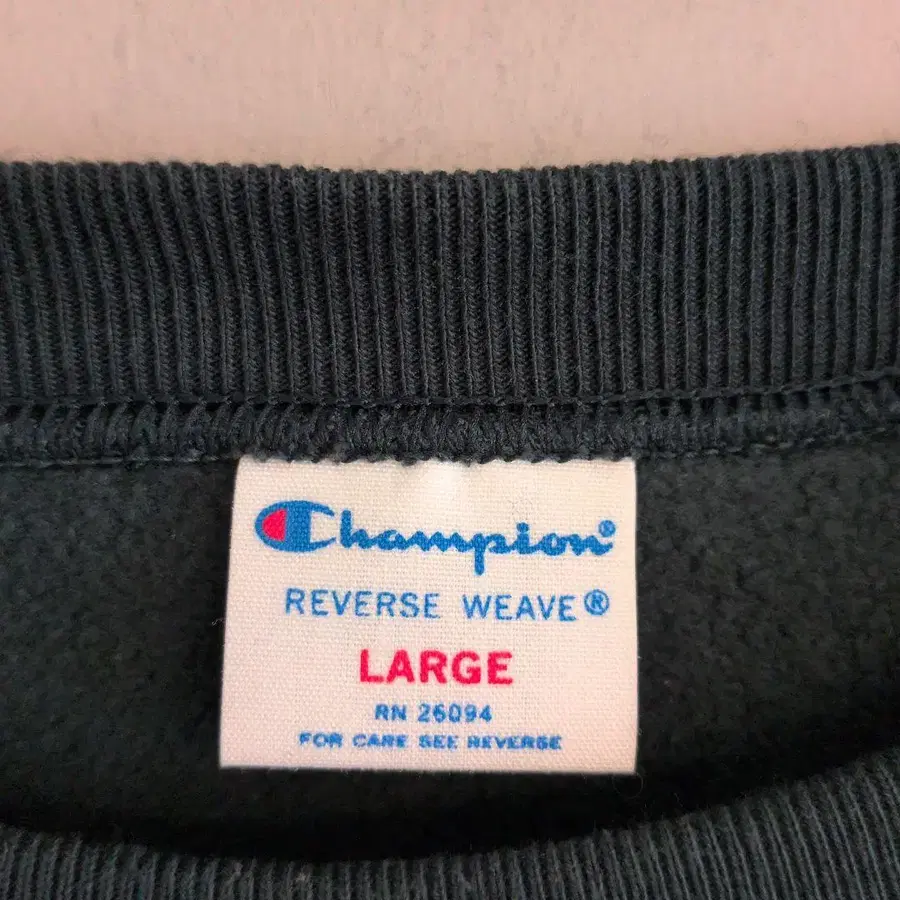 Champion®
REVERSE WEAVE®
LARGE
RN 26094
FOR CARE SEE REVERSE